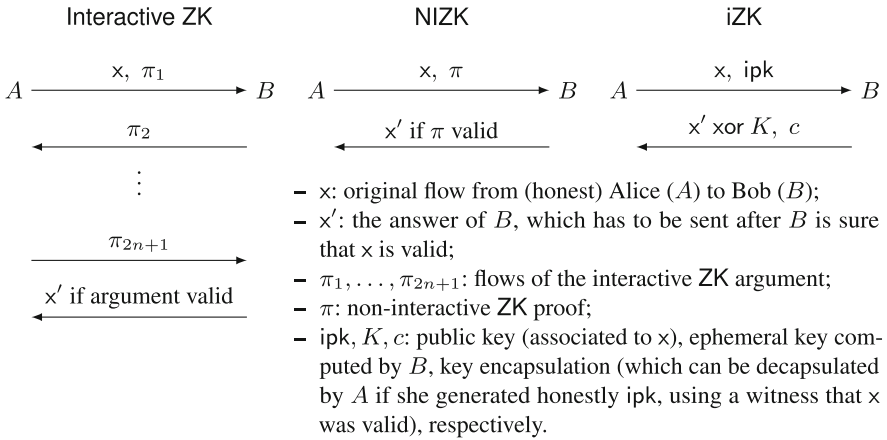 Interactive ZK
A
x, π₁
B
π₂
⋮
π₂ₙ₊₁
x′ if argument valid
NIZK
A
x, π
B
x′ if π valid
iZK
A
x, ipk
B
x′ xor K, c
– x: original flow from (honest) Alice (A) to Bob (B);
– x′: the answer of B, which has to be sent after B is sure
that x is valid;
– π₁, . . . , π₂ₙ₊₁: flows of the interactive ZK argument;
– π: non-interactive ZK proof;
– ipk, K, c: public key (associated to x), ephemeral key com-
puted by B, key encapsulation (which can be decapsulated
by A if she generated honestly ipk, using a witness that x
was valid), respectively.